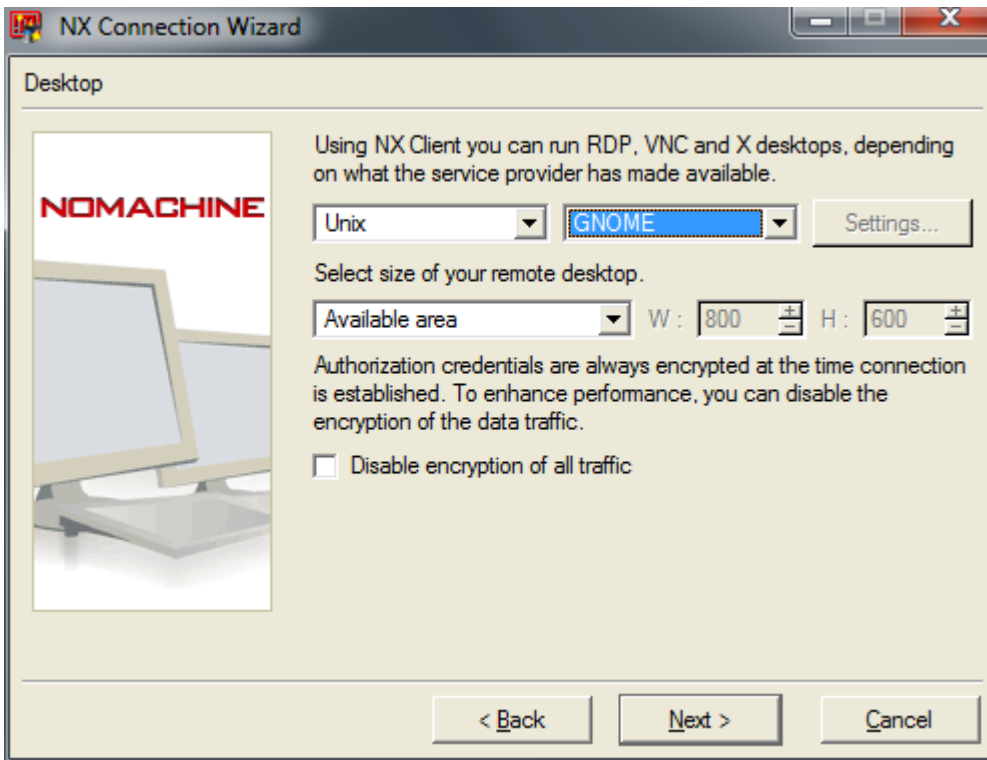 NX Connection Wizard
Desktop
NOMACHINE
Using NX Client you can run RDP, VNC and X desktops, depending
on what the service provider has made available.
Unix GNOME Settings...
Select size of your remote desktop.
Available area W : 800 H : 600
Authorization credentials are always encrypted at the time connection
is established. To enhance performance, you can disable the
encryption of the data traffic.
Disable encryption of all traffic
< Back Next > Cancel